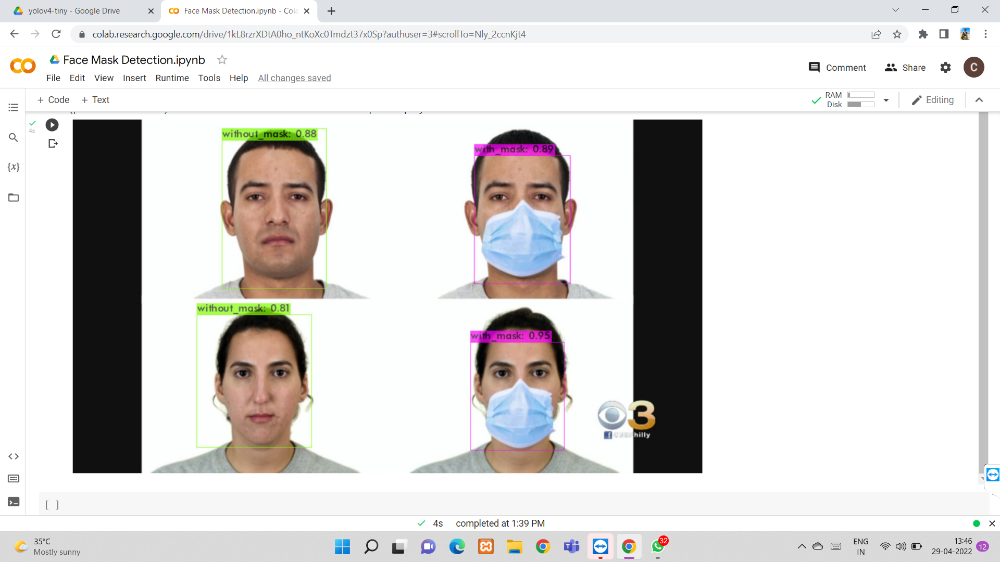 yolov4-tiny - Google Drive
Face Mask Detection.ipynb - Cola
colab.research.google.com/drive/1kL8rzrXDtA0ho_ntKoXc0Tmdzt37x0Sp?authuser=3#scrollTo=Nly_2ccnKjt4
Face Mask Detection.ipynb
Comment Share C
File Edit View Insert Runtime Tools Help All changes saved
+ Code + Text
RAM
Disk
Editing
4s
{x}
without_mask: 0.88
with_mask: 0.89
without_mask: 0.81
with_mask: 0.95
3
f hilly
[ ]
4s completed at 1:39 PM
35°C
Mostly sunny
32
ENG
IN
13:46
29-04-2022
12